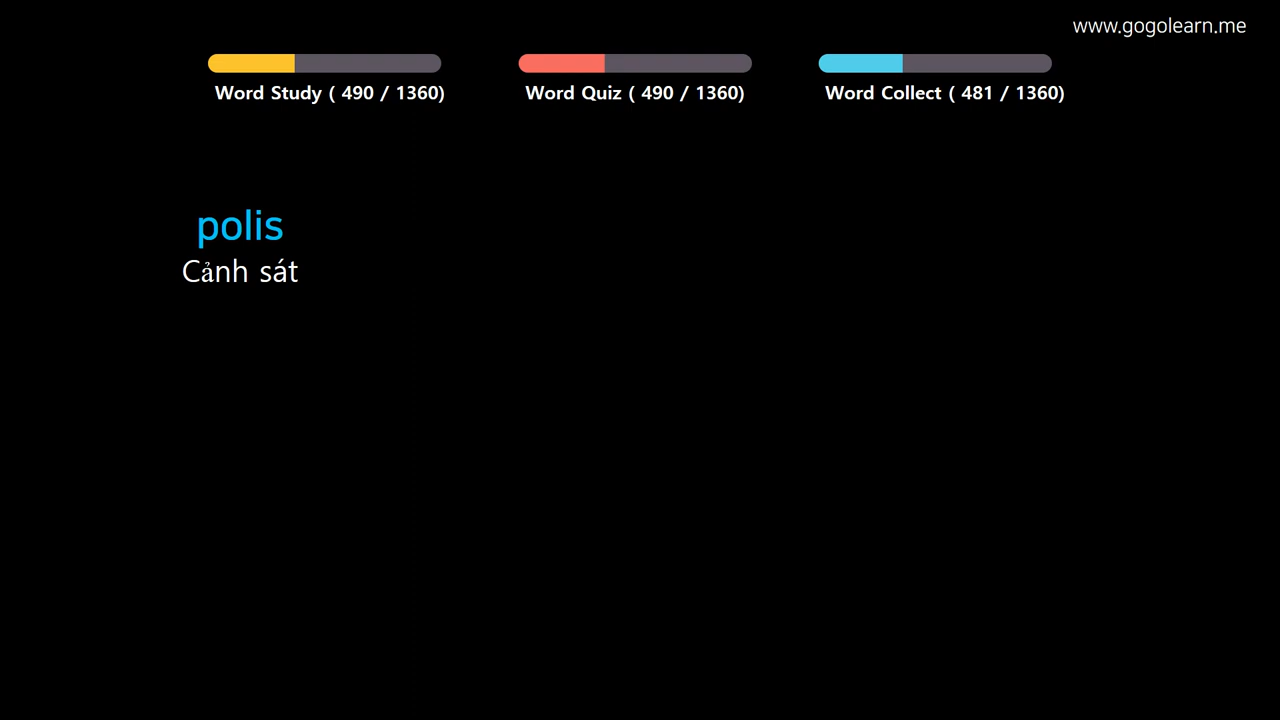 www.gogolearn.me
Word Study ( 490 / 1360)
Word Quiz ( 490 / 1360)
Word Collect ( 481 / 1360)
polis
Cảnh sát